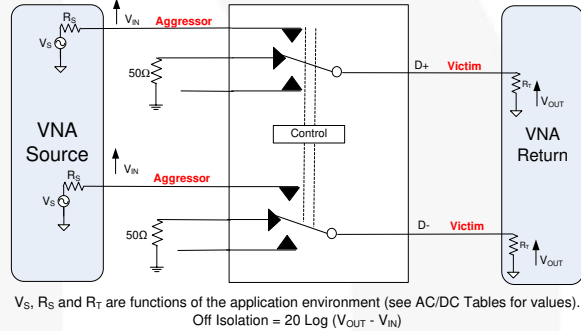 RS
VIN
Aggressor
VS
50Ω
D+
Victim
RT
VOUT
VNA
Source
Control
VNA
Return
RS
VIN
Aggressor
VS
50Ω
D-
Victim
RT
VOUT
VS, RS and RT are functions of the application environment (see AC/DC Tables for values).
Off Isolation = 20 Log (VOUT - VIN)